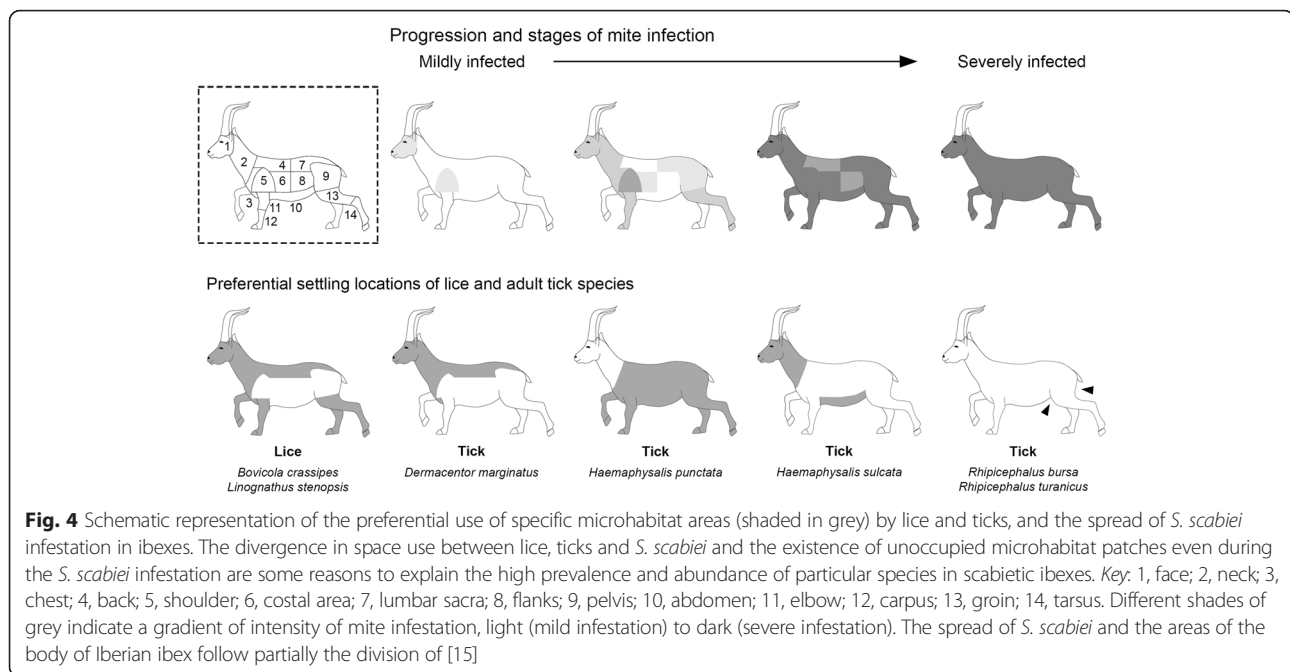 Progression and stages of mite infection
Mildly infected
Severely infected
1
2
4
7
5
6
8
9
3
11
10
13
12
14
Preferential settling locations of lice and adult tick species
Lice
Bovicola crassipes
Linognathus stenopsis
Tick
Dermacentor marginatus
Tick
Haemaphysalis punctata
Tick
Haemaphysalis sulcata
Tick
Rhipicephalus bursa
Rhipicephalus turanicus
Fig. 4 Schematic representation of the preferential use of specific microhabitat areas (shaded in grey) by lice and ticks, and the spread of S. scabiei
infestation in ibexes. The divergence in space use between lice, ticks and S. scabiei and the existence of unoccupied microhabitat patches even during
the S. scabiei infestation are some reasons to explain the high prevalence and abundance of particular species in scabietic ibexes. Key: 1, face; 2, neck; 3,
chest; 4, back; 5, shoulder; 6, costal area; 7, lumbar sacra; 8, flanks; 9, pelvis; 10, abdomen; 11, elbow; 12, carpus; 13, groin; 14, tarsus. Different shades of
grey indicate a gradient of intensity of mite infestation, light (mild infestation) to dark (severe infestation). The spread of S. scabiei and the areas of the
body of Iberian ibex follow partially the division of [15]